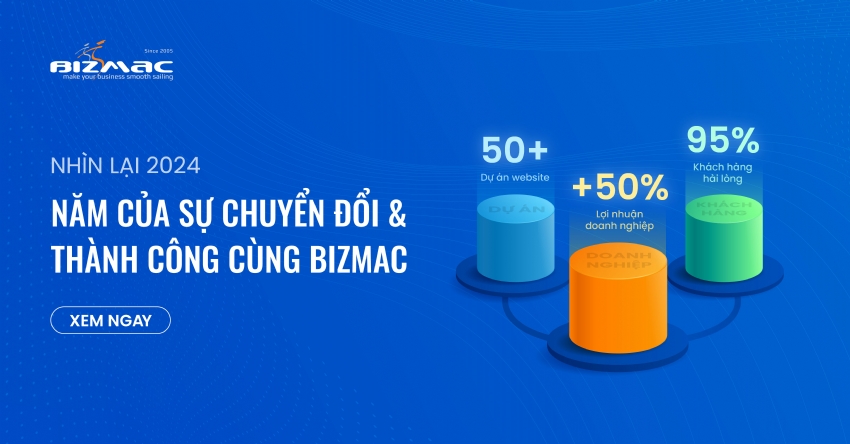 Since 2005
BIZMAC
make your business smooth sailing
NHÌN LẠI 2024
NĂM CỦA SỰ CHUYỂN ĐỔI &
THÀNH CÔNG CÙNG BIZMAC
XEM NGAY
50+
Dự án website
DỰ ÁN
+50%
Lợi nhuận
doanh nghiệp
DOANH
NGHIỆP
95%
Khách hàng
hài lòng
KHÁCH
HÀNG